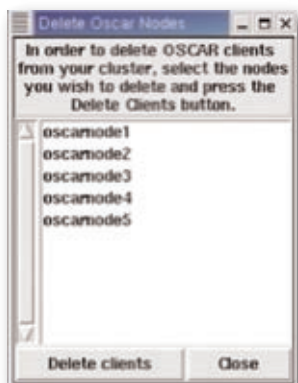 Delete Oscar Nodes
In order to delete OSCAR clients
from your cluster, select the nodes
you wish to delete and press the
Delete Clients button.
oscarnode1
oscarnode2
oscarnode3
oscarnode4
oscarnode5
Delete clients
Close